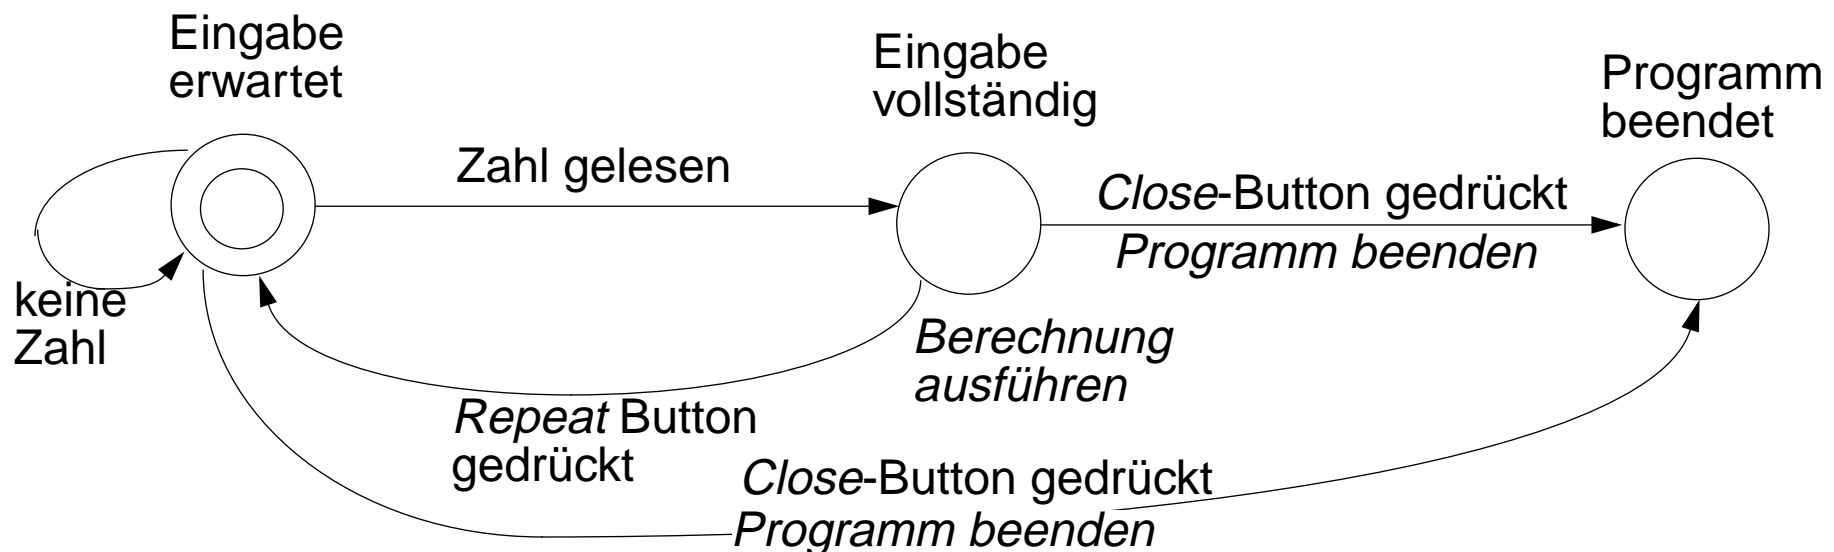 Eingabe
erwartet
Eingabe
vollständig
Programm
beendet
Zahl gelesen
Close-Button gedrückt
Programm beenden
keine
Zahl
Berechnung
ausführen
Repeat Button
gedrückt
Close-Button gedrückt
Programm beenden